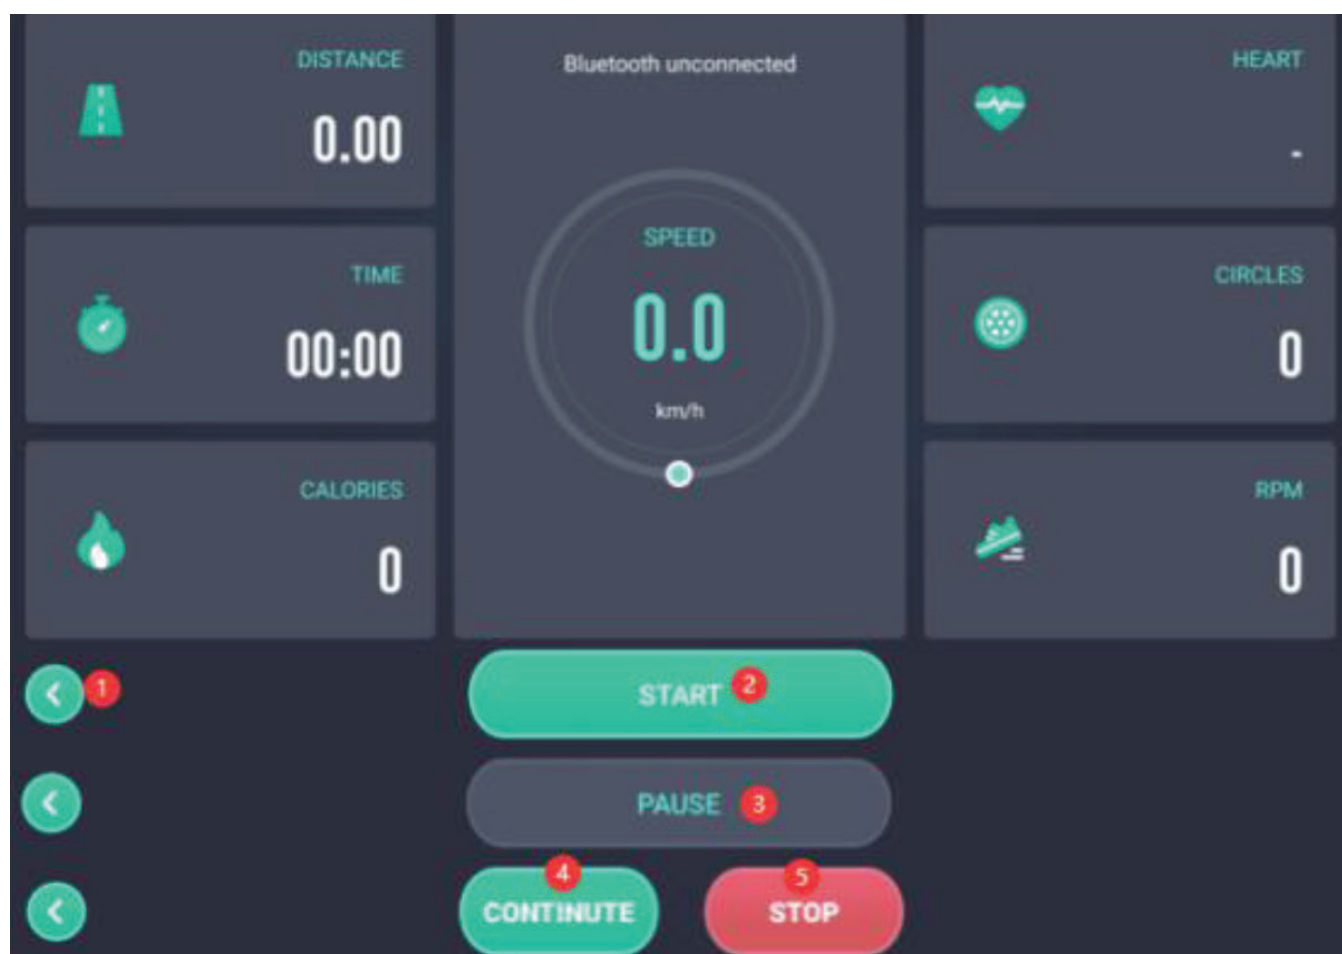 DISTANCE
0.00
Bluetooth unconnected
HEART
-
TIME
00:00
SPEED
0.0
km/h
CIRCLES
0
CALORIES
0
RPM
0
1
START 2
PAUSE 3
4
CONTINUTE
5
STOP